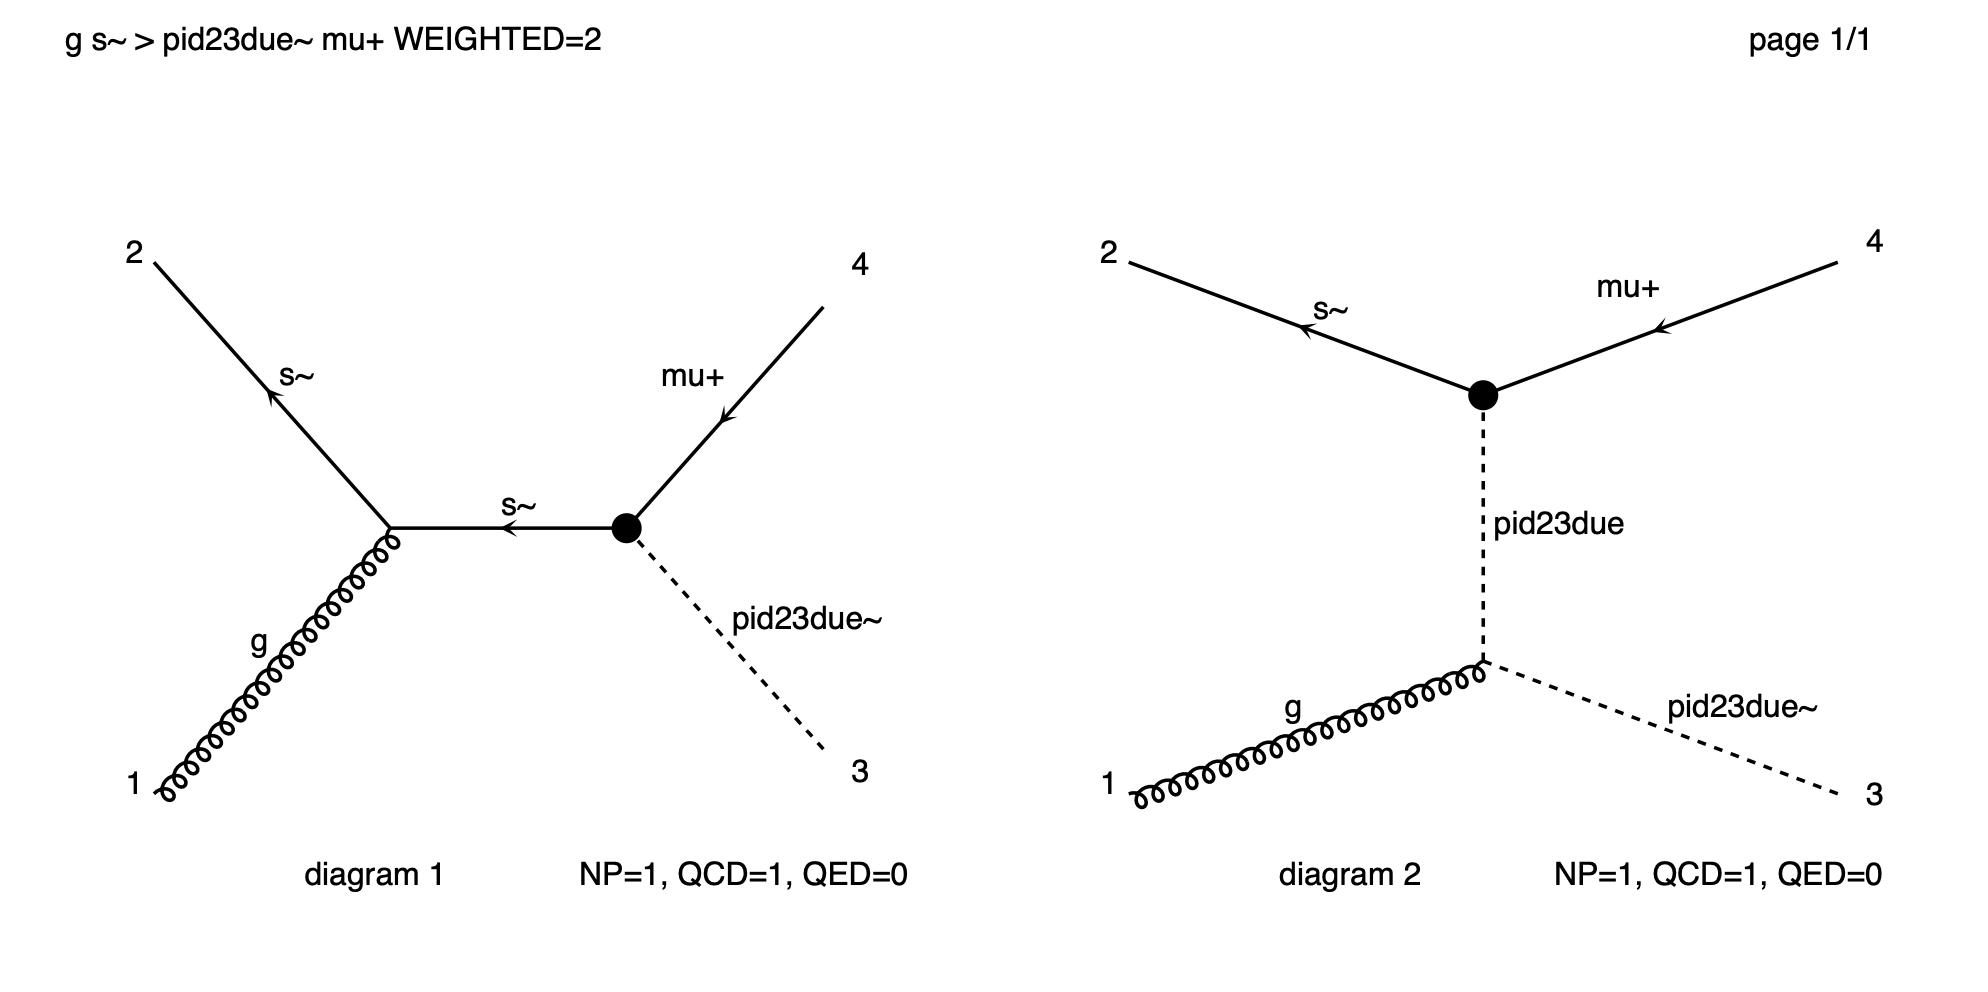 g s~ > pid23due~ mu+ WEIGHTED=2
page 1/1
2
4
s~
mu+
s~
g
pid23due~
1
3
diagram 1
NP=1, QCD=1, QED=0
2
4
s~
mu+
pid23due
g
pid23due~
1
3
diagram 2
NP=1, QCD=1, QED=0